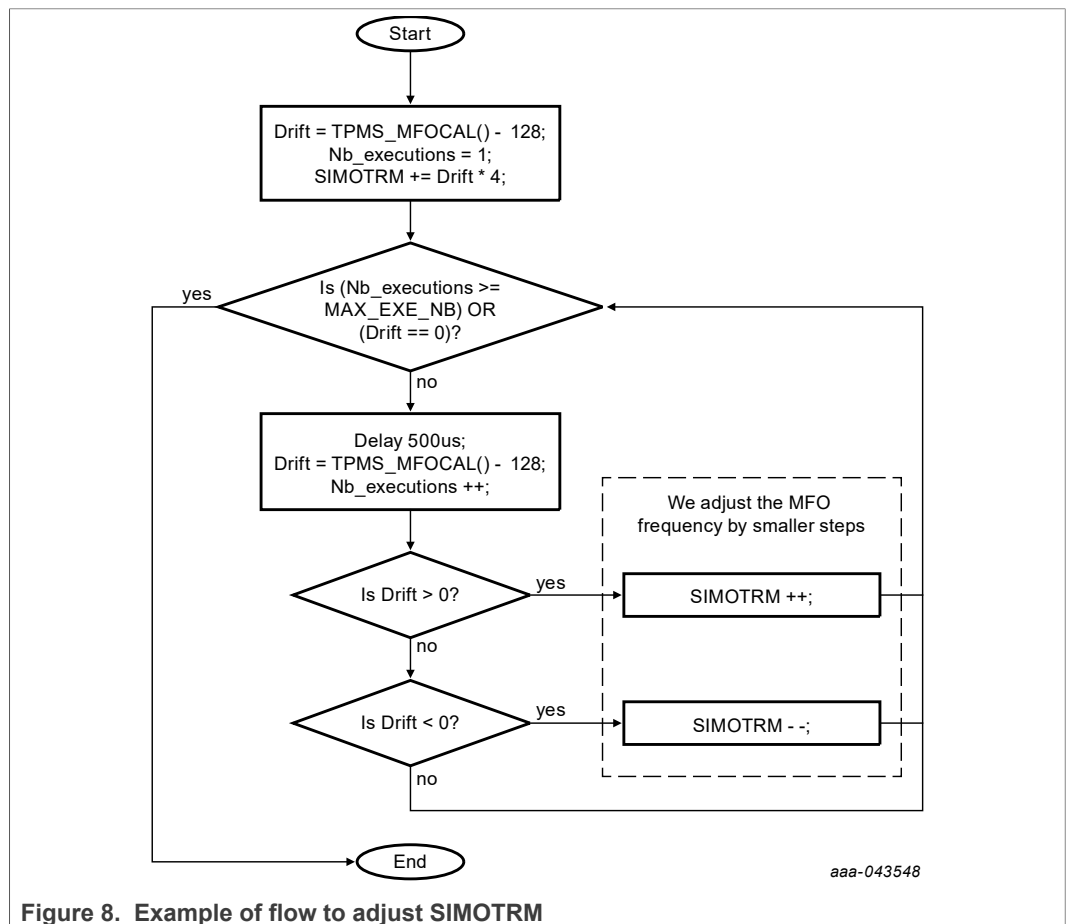 Start
Drift = TPMS_MFOCAL() - 128;
Nb_executions = 1;
SIMOTRM += Drift * 4;
yes
Is (Nb_executions >=
MAX_EXE_NB) OR
(Drift == 0)?
no
Delay 500us;
Drift = TPMS_MFOCAL() - 128;
Nb_executions ++;
We adjust the MFO
frequency by smaller steps
Is Drift > 0?
yes
SIMOTRM ++;
no
Is Drift < 0?
yes
SIMOTRM - -;
no
End
aaa-043548
Figure 8. Example of flow to adjust SIMOTRM